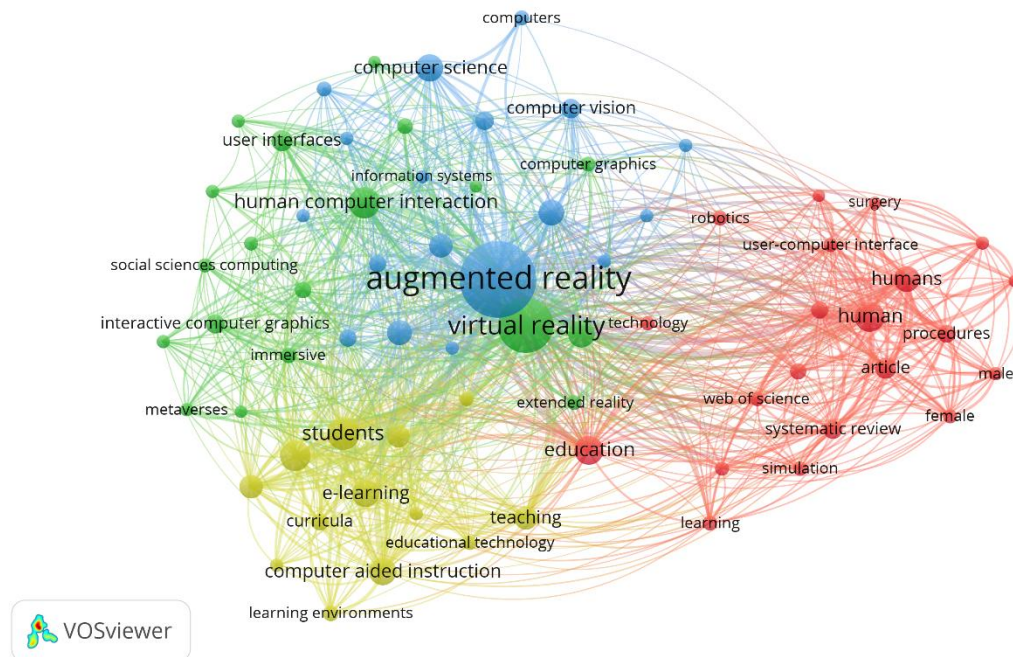 computers
computer science
computer vision
user interfaces
computer graphics
information systems
human computer interaction
surgery
robotics
user-computer interface
social sciences computing
augmented reality
humans
human
interactive computer graphics
virtual reality
technology
procedures
immersive
article
male
web of science
metaverses
extended reality
female
students
systematic review
education
simulation
e-learning
curricula
teaching
learning
educational technology
computer aided instruction
learning environments
VOSviewer